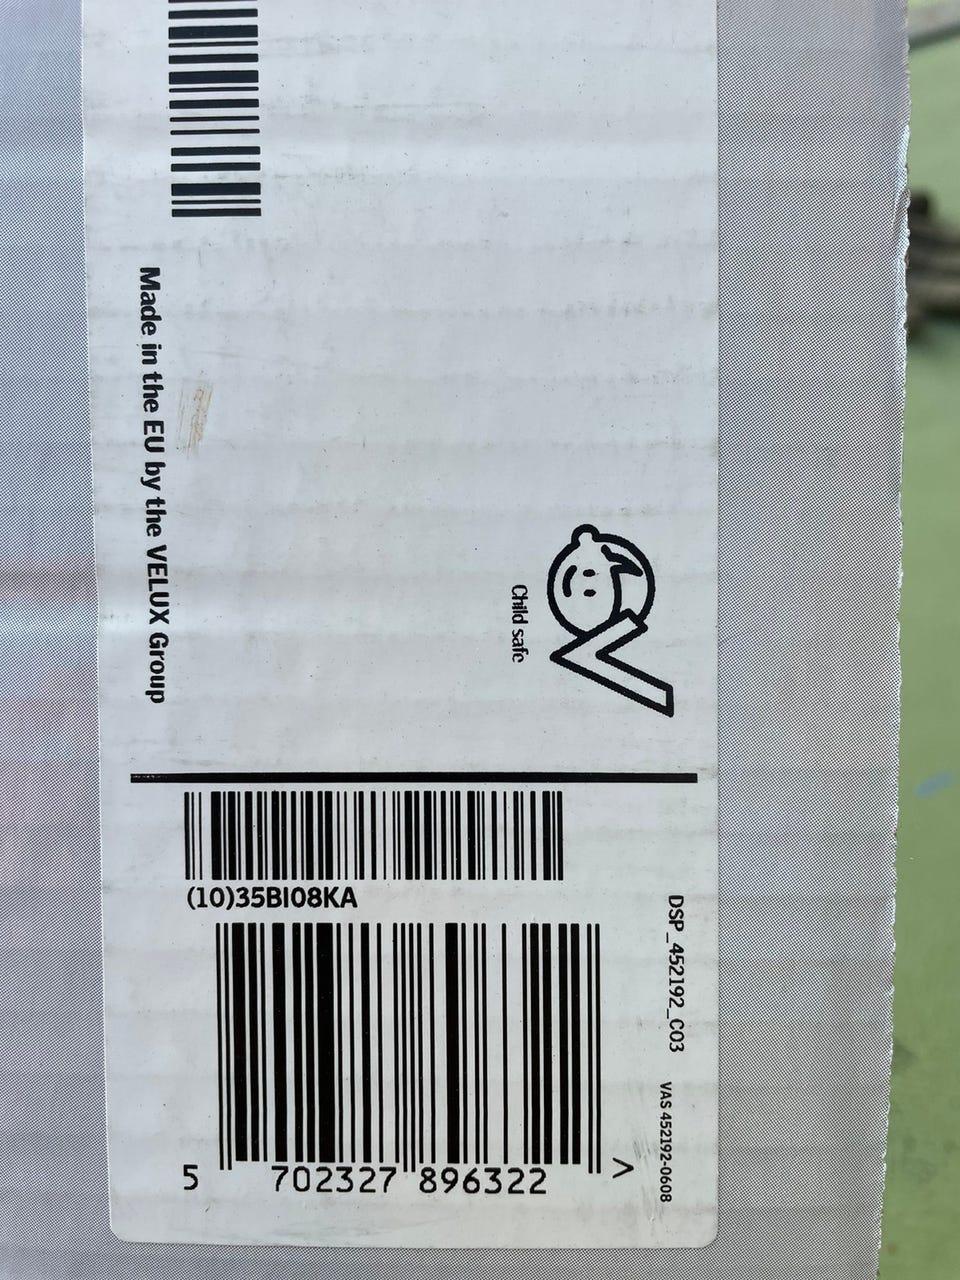 Made in the EU by the VELUX Group
Child safe
(10)35BI08KA
5 702327 896322 >
DSP_452192_C03
VAS 452192-0608